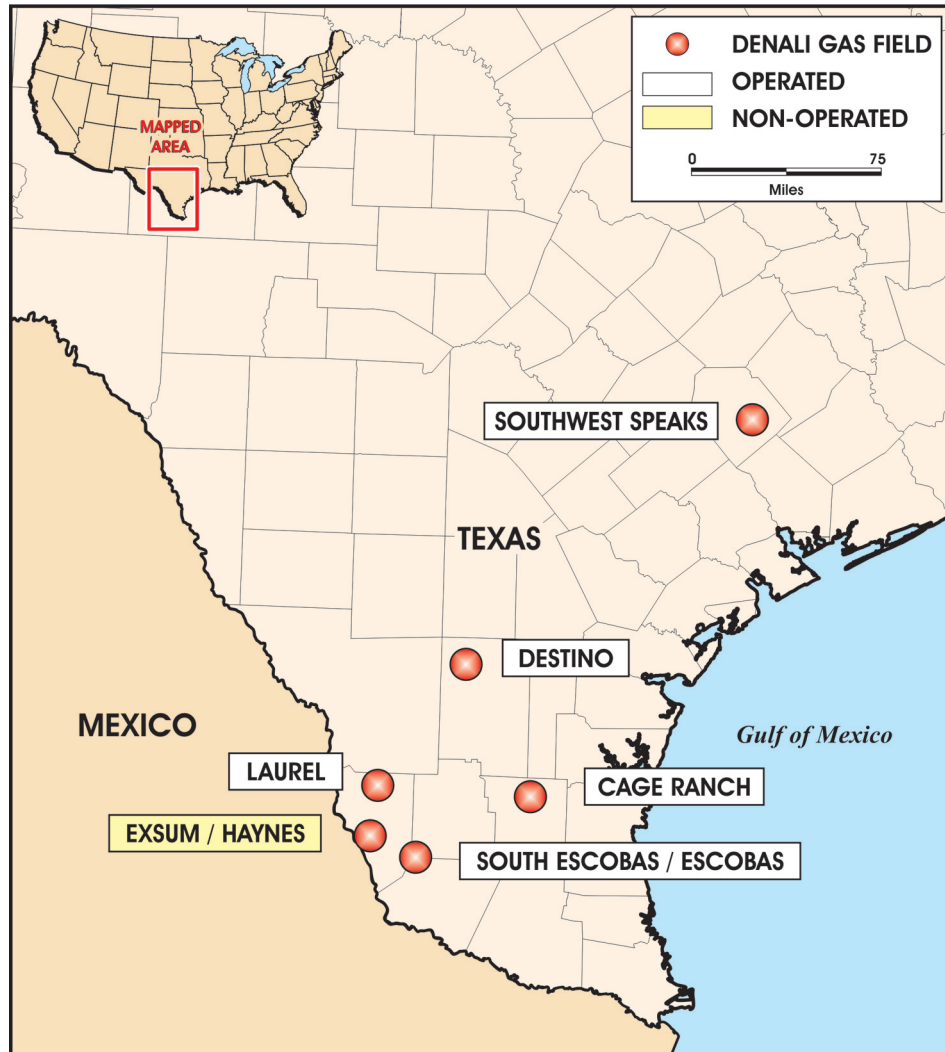 MAPPED
AREA
DENALI GAS FIELD
OPERATED
NON-OPERATED
0 75
Miles
SOUTHWEST SPEAKS
TEXAS
DESTINO
MEXICO
Gulf of Mexico
LAUREL
CAGE RANCH
EXSUM / HAYNES
SOUTH ESCOBAS / ESCOBAS